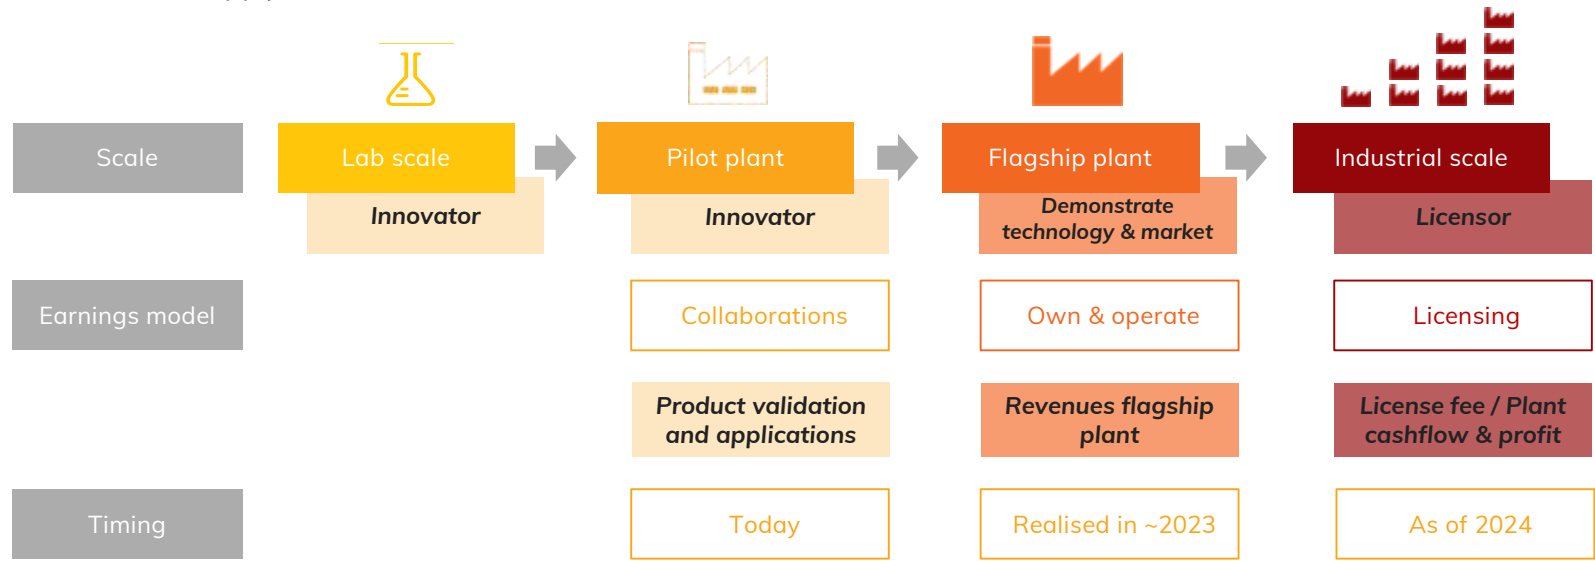 Scale
Lab scale
Pilot plant
Flagship plant
Industrial scale
Innovator
Innovator
Demonstrate
technology & market
Licensor
Earnings model
Collaborations
Own & operate
Licensing
Product validation
and applications
Revenues flagship
plant
License fee / Plant
cashflow & profit
Timing
Today
Realised in ~2023
As of 2024